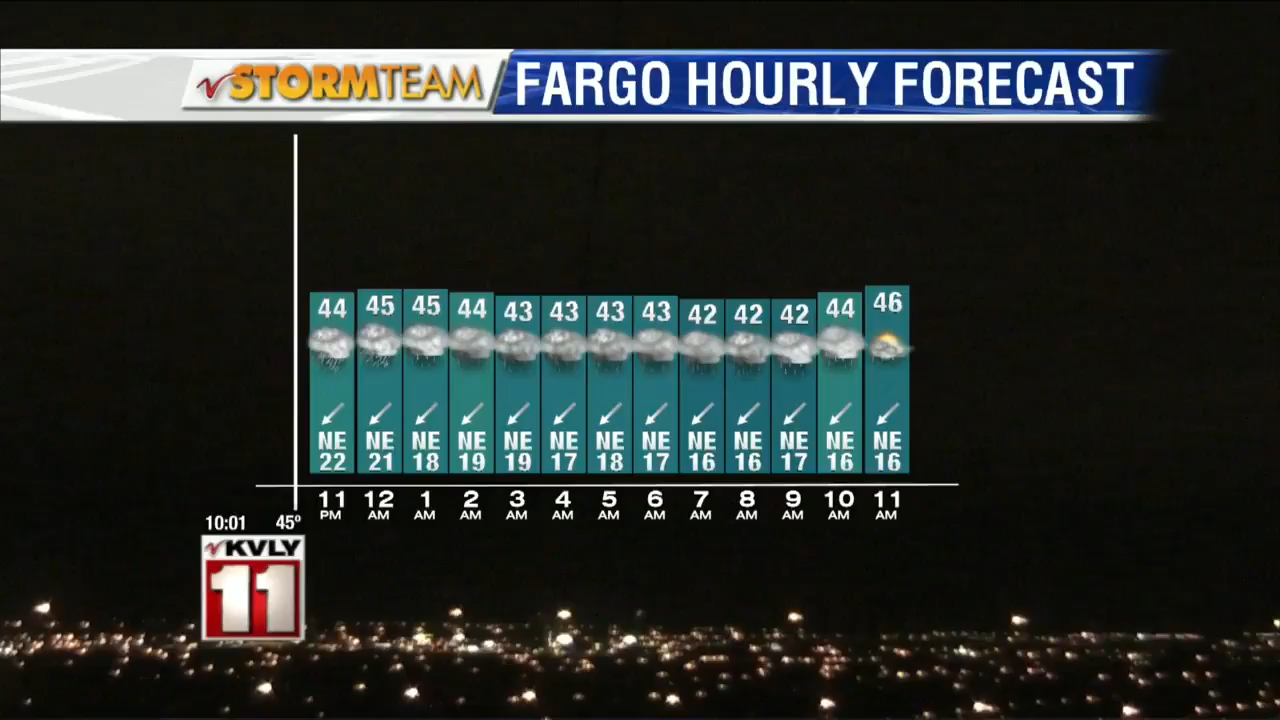 STORMTEAM FARGO HOURLY FORECAST
44 45 45 44 43 43 43 43 42 42 42 44 46
NE NE NE NE NE NE NE NE NE NE NE NE NE
22 21 18 19 19 17 18 17 16 16 17 16 16
11 12 1 2 3 4 5 6 7 8 9 10 11
PM AM AM AM AM AM AM AM AM AM AM AM AM
10:01 45º
KVLY
11